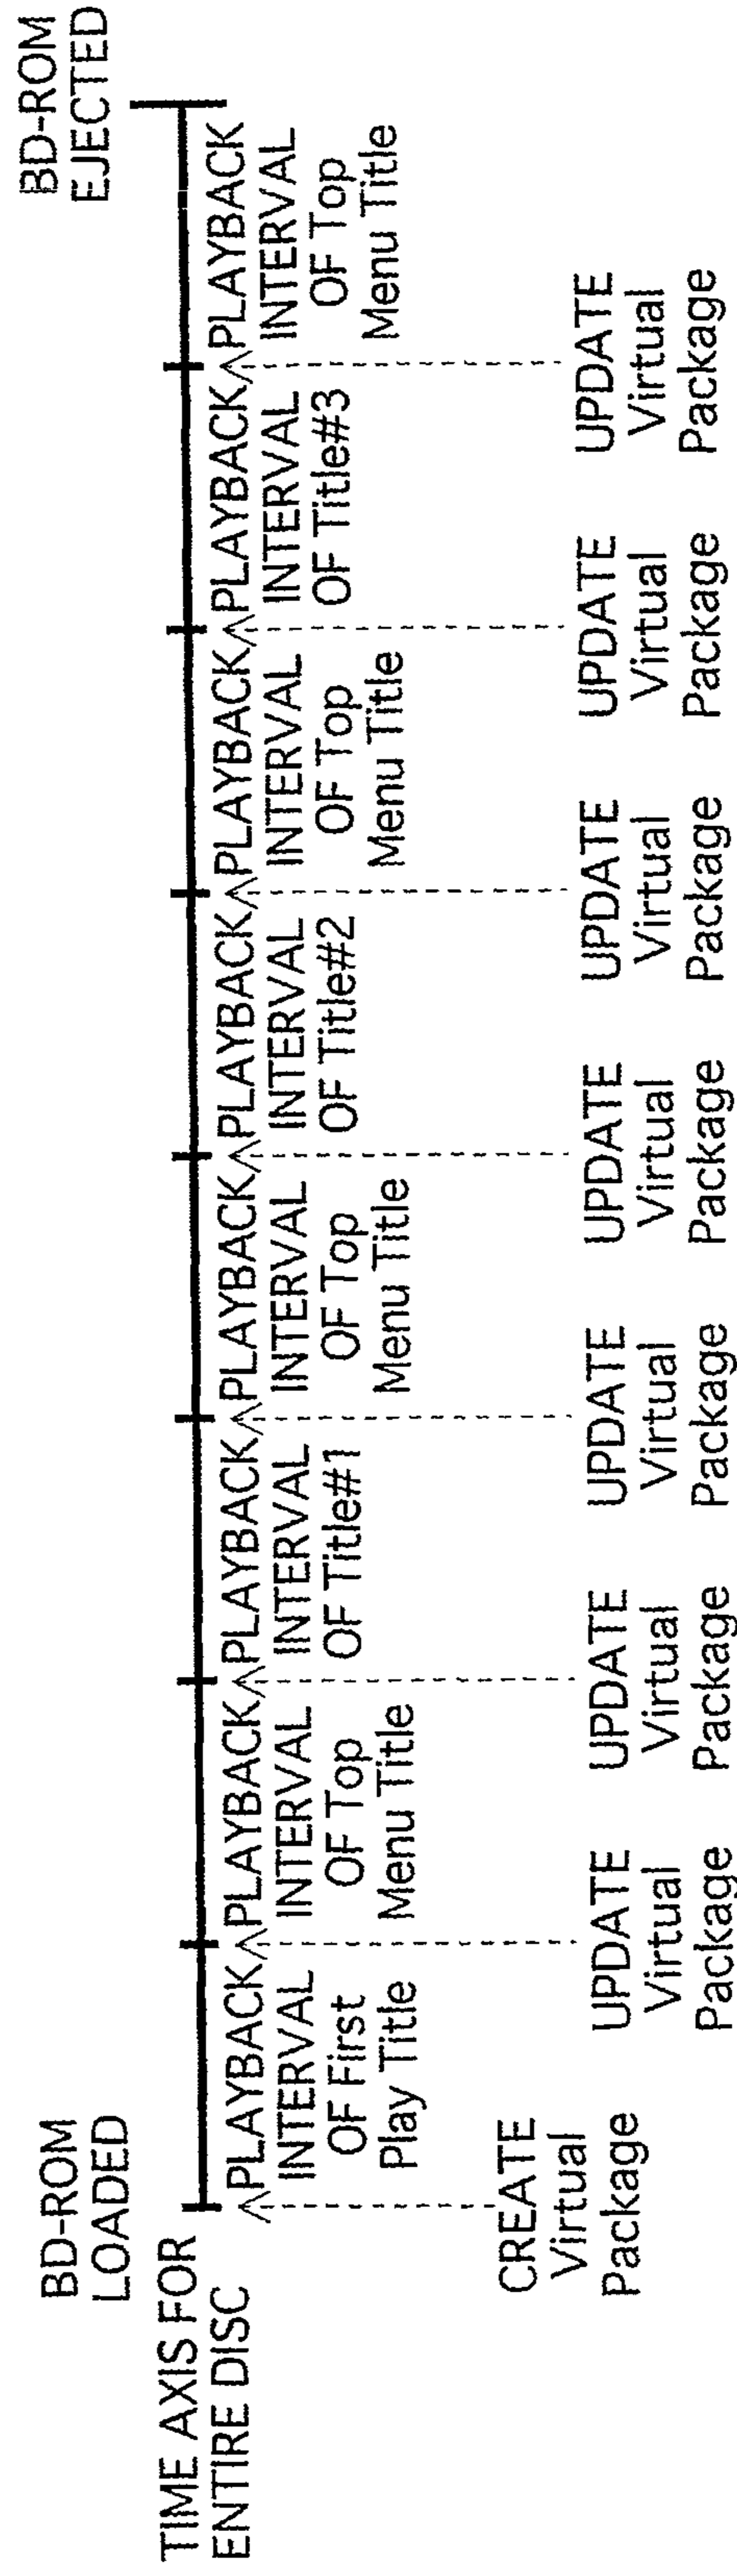 BD-ROM
LOADED
BD-ROM
EJECTED
TIME AXIS FOR
ENTIRE DISC
PLAYBACK
INTERVAL
OF First
Play Title
PLAYBACK
INTERVAL
OF Top
Menu Title
PLAYBACK
INTERVAL
OF Title#1
PLAYBACK
INTERVAL
OF Top
Menu Title
PLAYBACK
INTERVAL
OF Title#2
PLAYBACK
INTERVAL
OF Top
Menu Title
PLAYBACK
INTERVAL
OF Title#3
PLAYBACK
INTERVAL
OF Top
Menu Title
CREATE
Virtual
Package
UPDATE
Virtual
Package
UPDATE
Virtual
Package
UPDATE
Virtual
Package
UPDATE
Virtual
Package
UPDATE
Virtual
Package
UPDATE
Virtual
Package
UPDATE
Virtual
Package